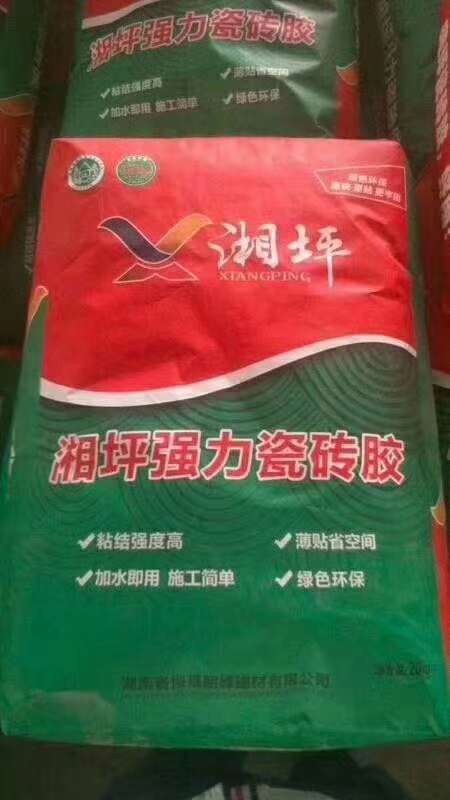 湘坪强力瓷砖胶
✓粘结强度高 ✓薄贴省空间
✓加水即用 施工简单 ✓绿色环保
湘坪
XIANGPING
湘坪强力瓷砖胶
✓粘结强度高 ✓薄贴省空间
✓加水即用 施工简单 ✓绿色环保